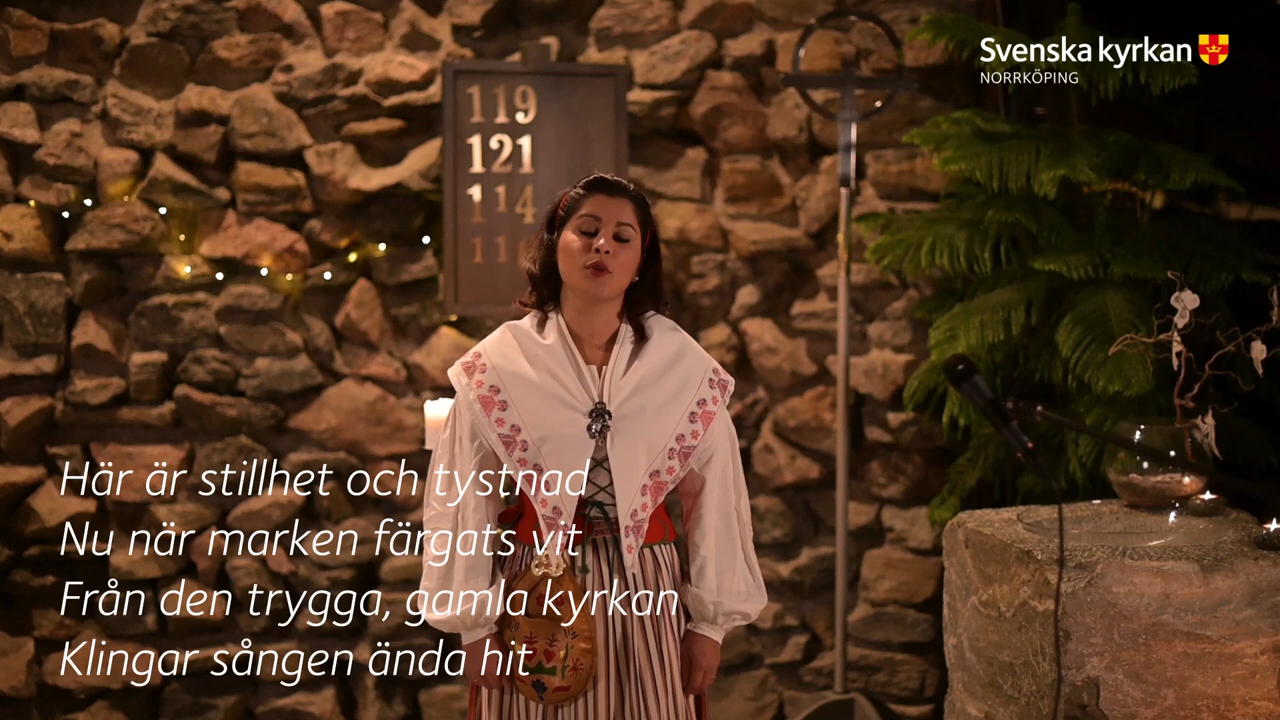 Svenska kyrkan
NORRKÖPING
119
121
114
Här är stillhet och tystnad
Nu när marken färgats vit
Från den trygga, gamla kyrkan
Klingar sången ända hit